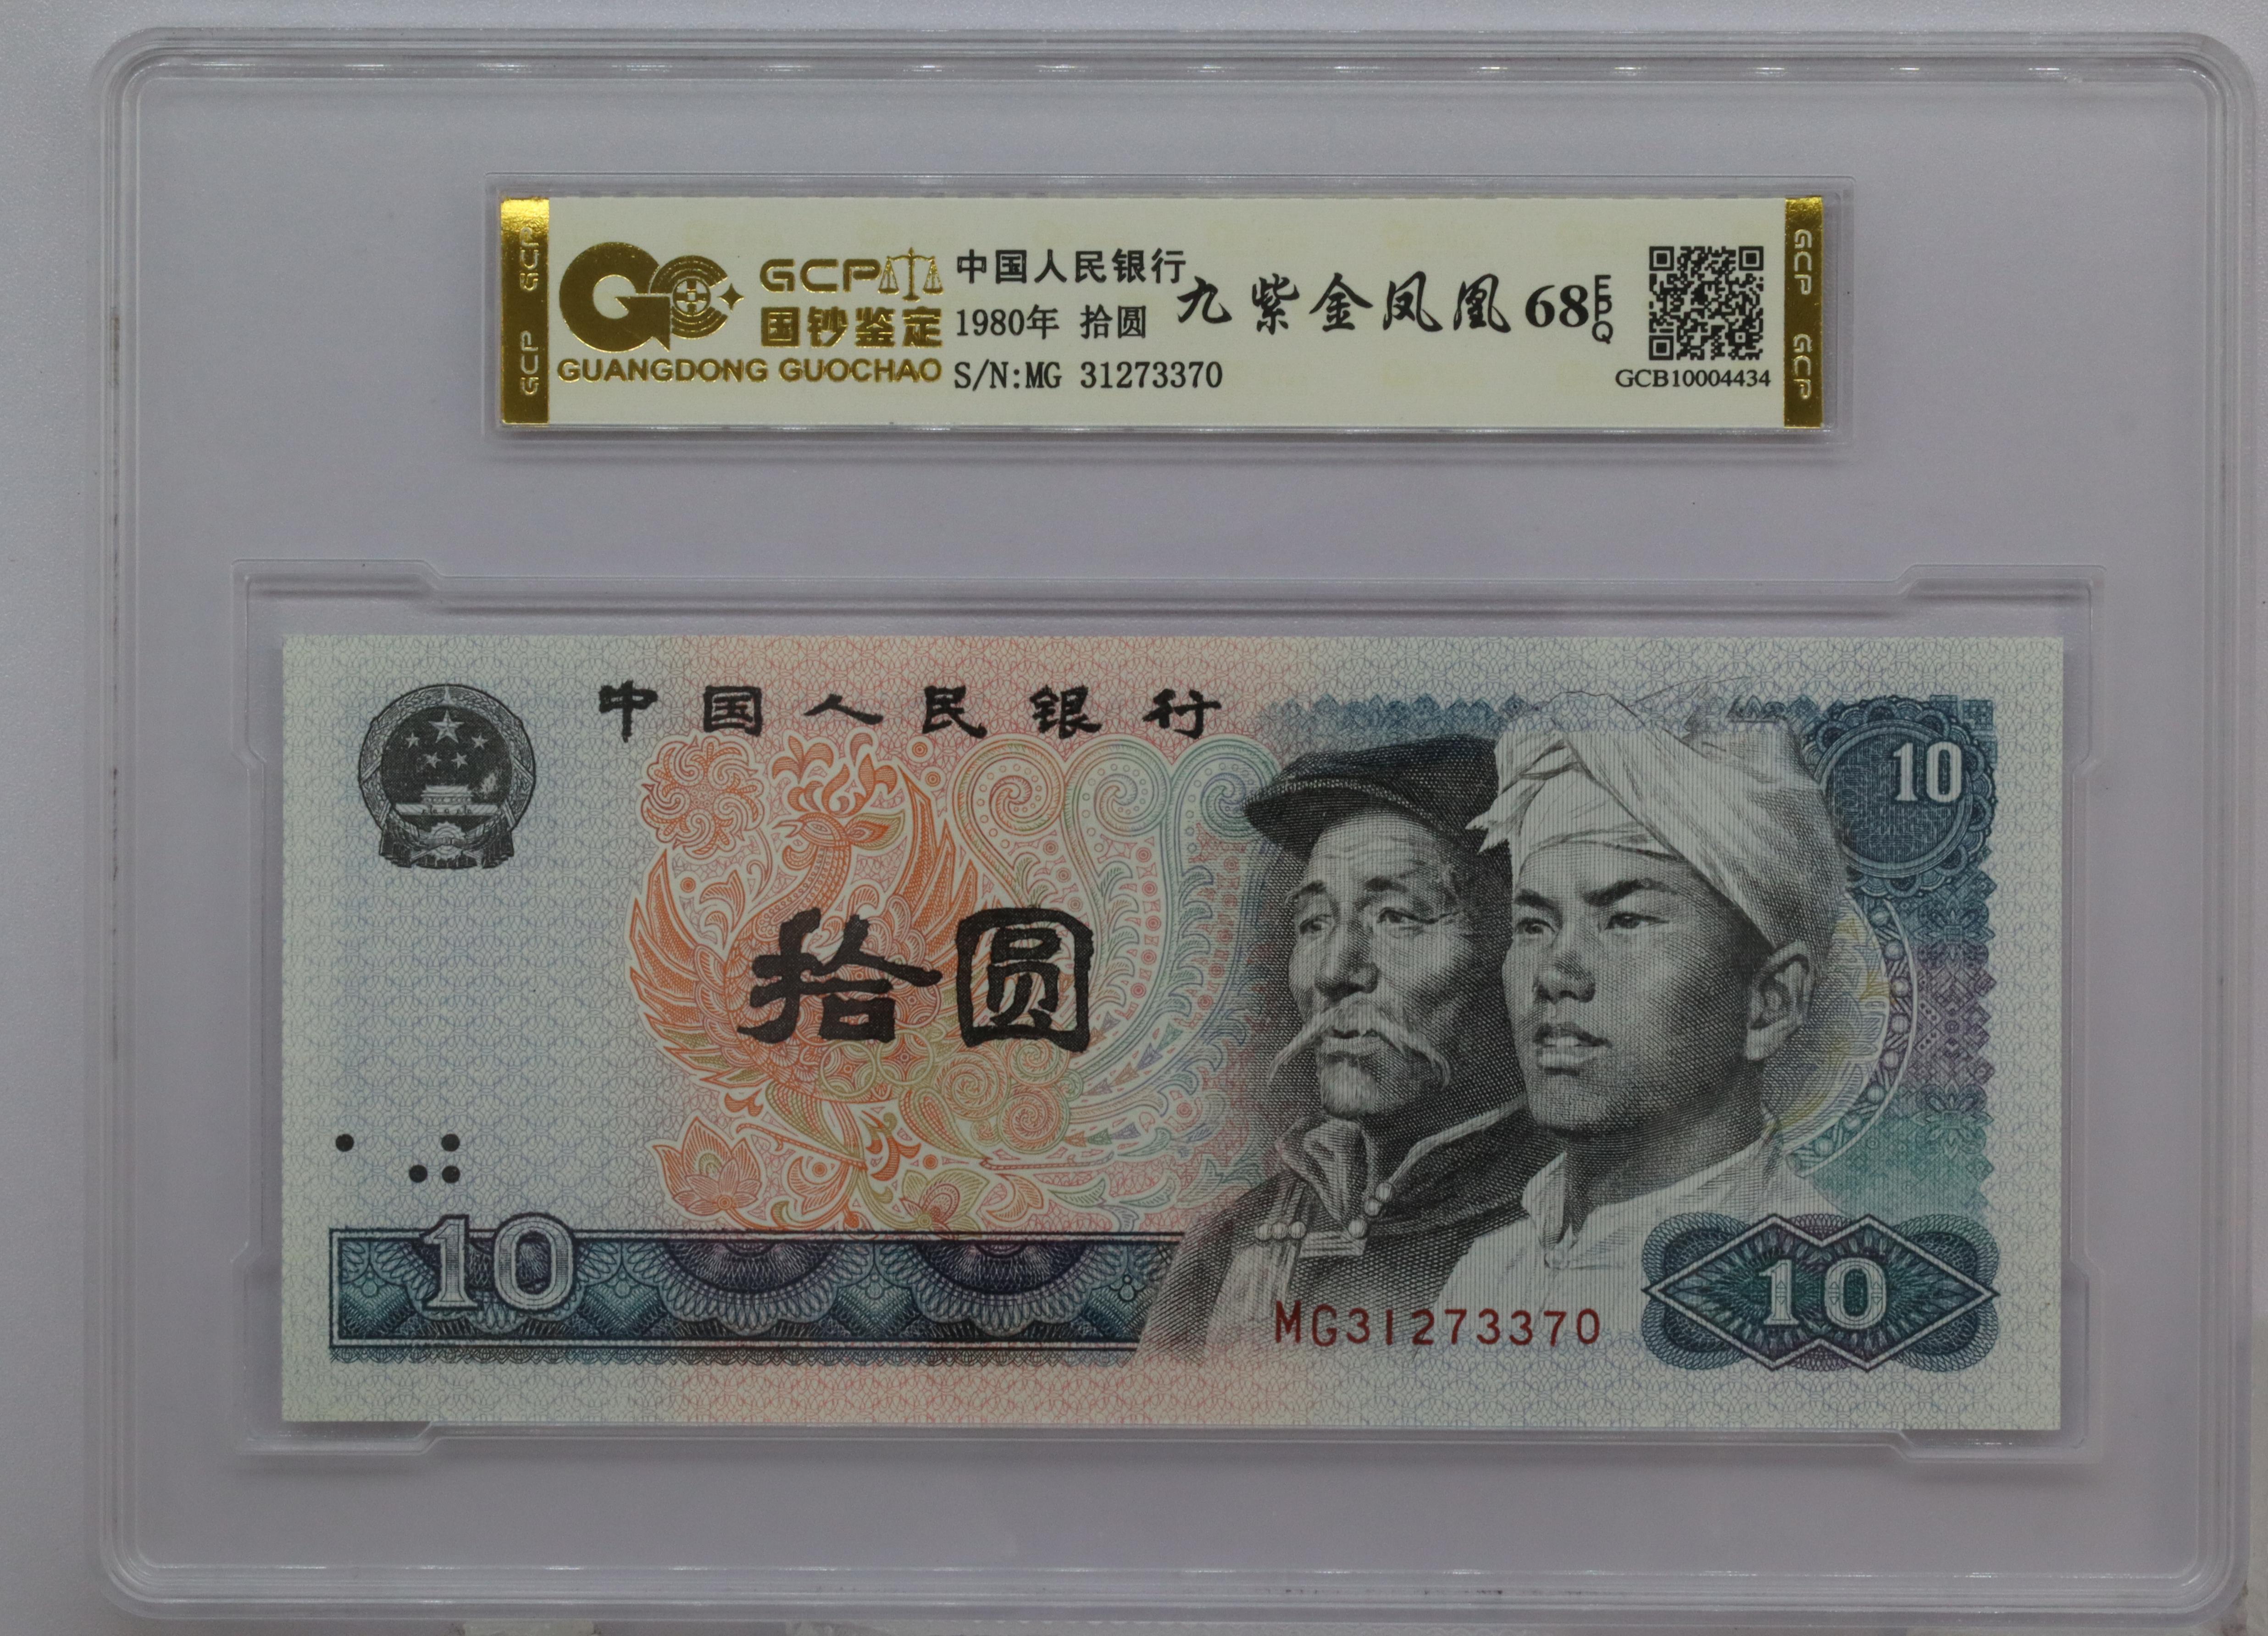 GCP GCP
GCP
国钞鉴定
GUANGDONG GUOCHAO
中国人民银行
1980年 拾圆
S/N:MG 31273370
九紫金凤凰 68 EPQ
GCB10004434
GCP GCP
中国人民银行
10
拾圆
10
MG31273370
10